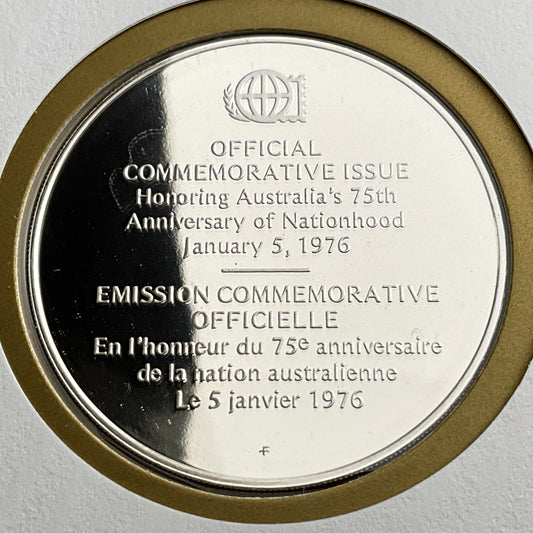 OFFICIAL
COMMEMORATIVE ISSUE
Honoring Australia's 75th
Anniversary of Nationhood
January 5, 1976
EMISSION COMMEMORATIVE
OFFICIELLE
En l'honneur du 75e anniversaire
de la nation australienne
Le 5 janvier 1976
F